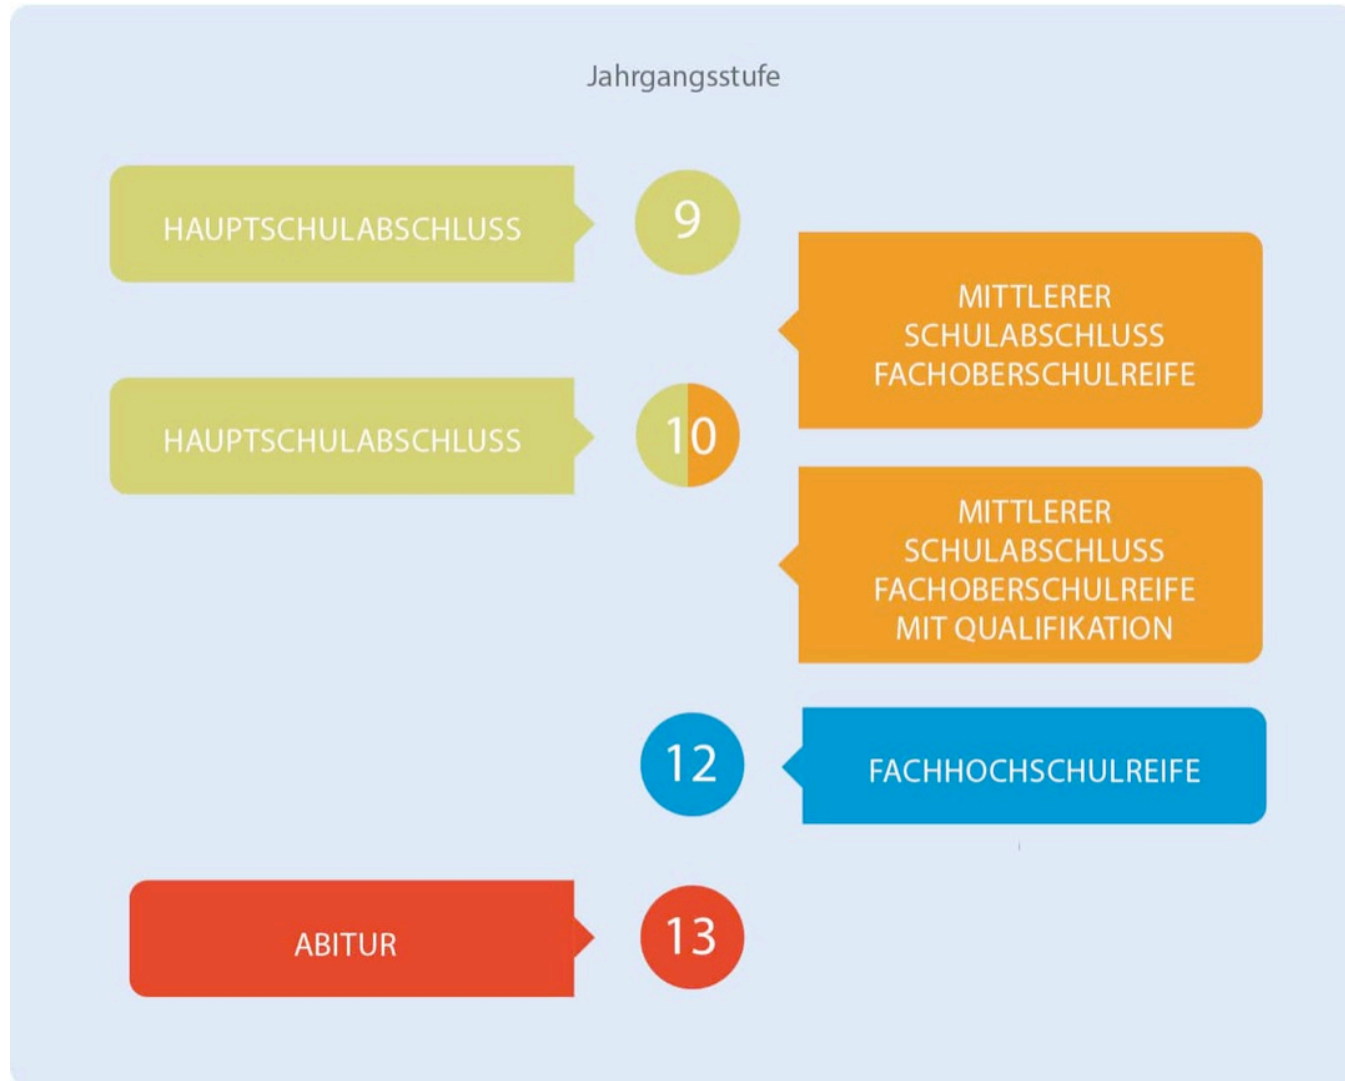 Jahrgangsstufe
HAUPTSCHULABSCHLUSS
9
MITTLERER
SCHULABSCHLUSS
FACHOBERSCHULREIFE
HAUPTSCHULABSCHLUSS
10
MITTLERER
SCHULABSCHLUSS
FACHOBERSCHULREIFE
MIT QUALIFIKATION
12
FACHHOCHSCHULREIFE
ABITUR
13